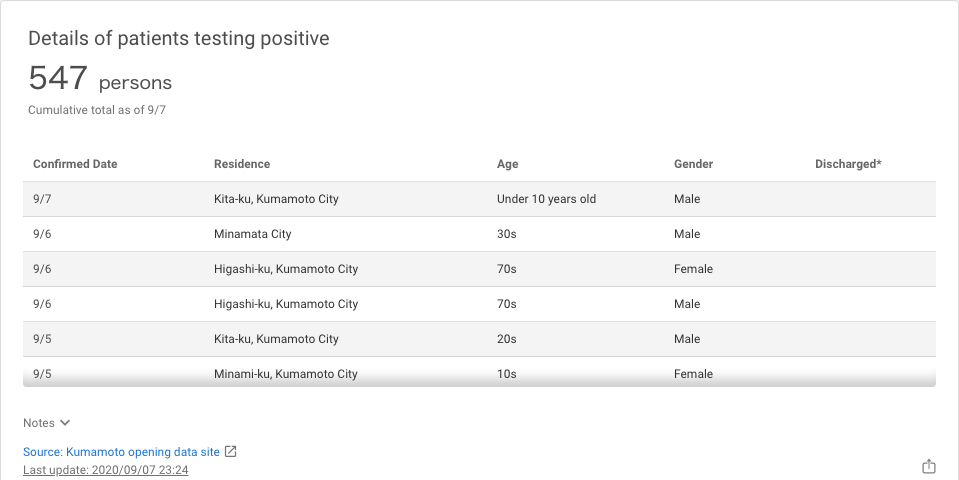 Details of patients testing positive
547 persons
Cumulative total as of 9/7
Confirmed Date Residence Age Gender Discharged*
9/7 Kita-ku, Kumamoto City Under 10 years old Male
9/6 Minamata City 30s Male
9/6 Higashi-ku, Kumamoto City 70s Female
9/6 Higashi-ku, Kumamoto City 70s Male
9/5 Kita-ku, Kumamoto City 20s Male
9/5 Minami-ku, Kumamoto City 10s Female
Notes
Source: Kumamoto opening data site
Last update: 2020/09/07 23:24